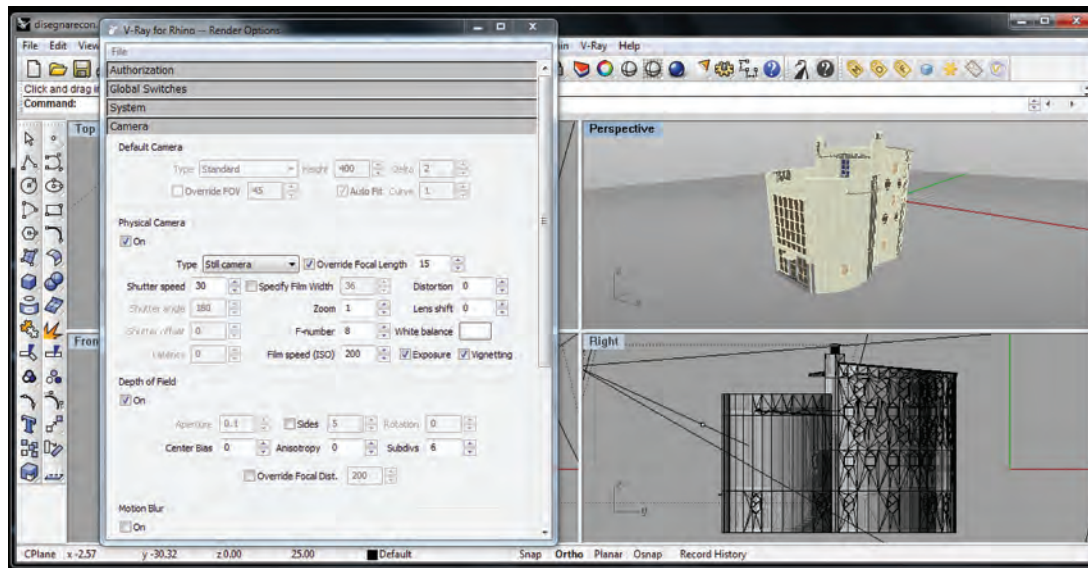 disegnarecon.
V-Ray for Rhino -- Render Options
File Edit View
V-Ray Help
File
Authorization
Global Switches
System
Camera
Click and drag
Command:
Top
Perspective
Default Camera
Type Standard Height 400 Delta 2
Override FOV 45 Auto Fit Curve 1
Physical Camera
On
Type Still camera Override Focal Length 15
Shutter speed 30 Specify Film Width 36 Distortion 0
Shutter angle 180 Zoom 1 Lens shift 0
Shutter offset 0 F-number 8 White balance
Latency 0 Film speed (ISO) 200 Exposure Vignetting
Fron
Right
Depth of Field
On
Aperture 0.1 Sides 5 Rotation 0
Center Bias 0 Anisotropy 0 Subdivs 6
Override Focal Dist. 200
Motion Blur
On
CPlane x -2.57 y -30.32 z 0.00 25.00 Default Snap Ortho Planar Osnap Record History